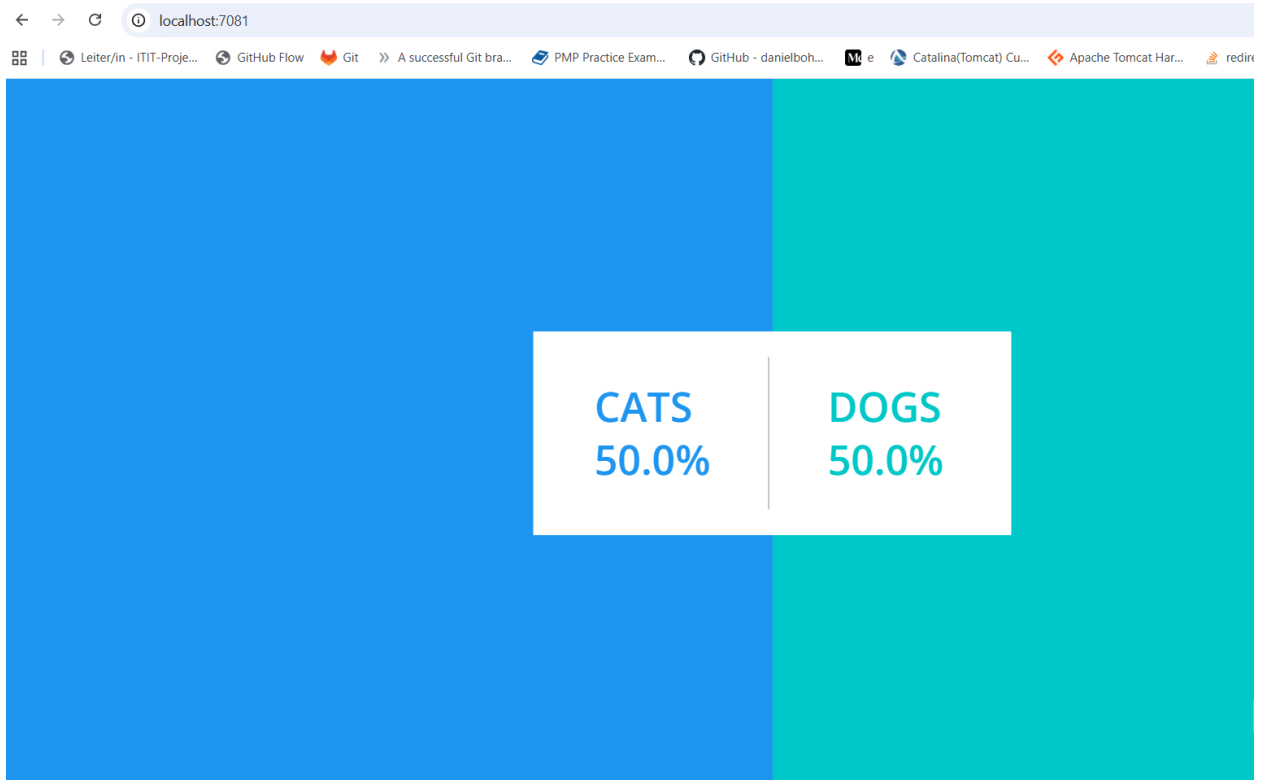 localhost:7081
Leiter/in - ITIT-Proje... GitHub Flow Git A successful Git bra... PMP Practice Exam... GitHub - danielboh... e Catalina(Tomcat) Cu... Apache Tomcat Har... redire
CATS DOGS
50.0% 50.0%